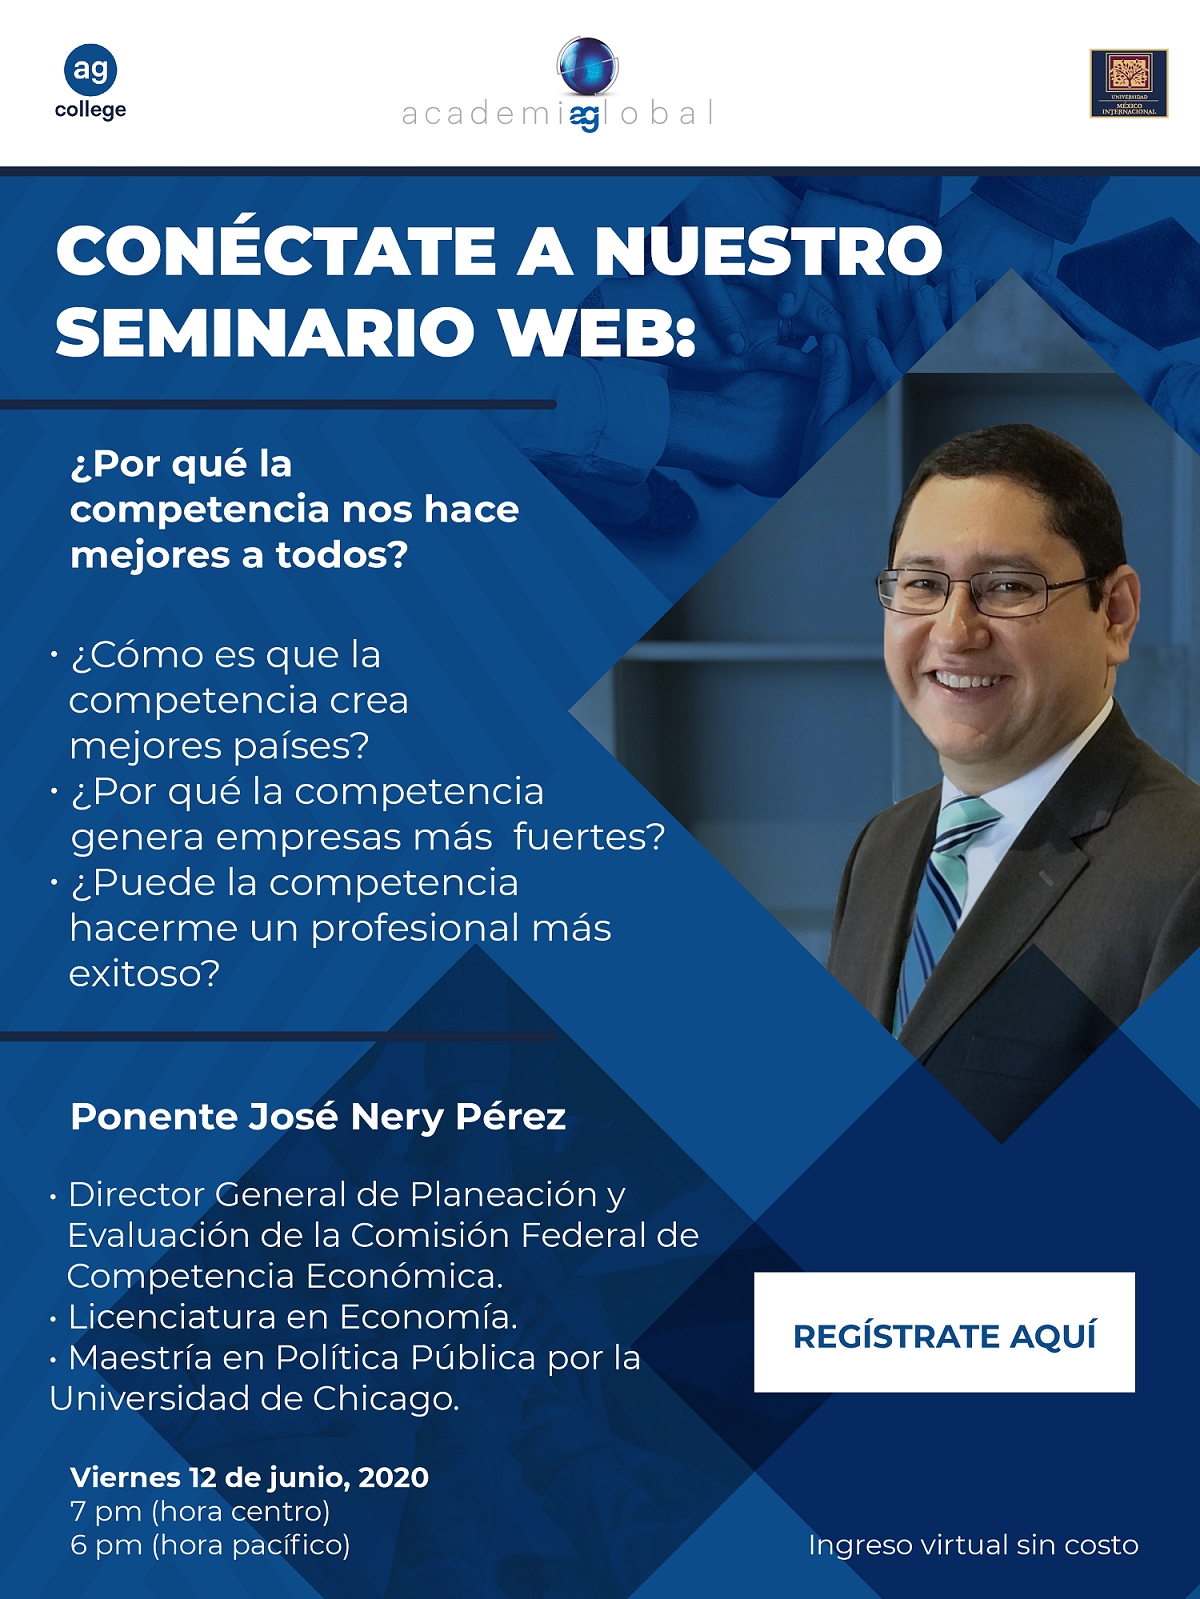 ag
college
academiaglobal
UNIVERSIDAD
MÉXICO
INTERNACIONAL
CONÉCTATE A NUESTRO
SEMINARIO WEB:
¿Por qué la
competencia nos hace
mejores a todos?
• ¿Cómo es que la
competencia crea
mejores países?
• ¿Por qué la competencia
genera empresas más fuertes?
• ¿Puede la competencia
hacerme un profesional más
exitoso?
Ponente José Nery Pérez
• Director General de Planeación y
Evaluación de la Comisión Federal de
Competencia Económica.
• Licenciatura en Economía.
• Maestría en Política Pública por la
Universidad de Chicago.
REGÍSTRATE AQUÍ
Viernes 12 de junio, 2020
7 pm (hora centro)
6 pm (hora pacífico)
Ingreso virtual sin costo